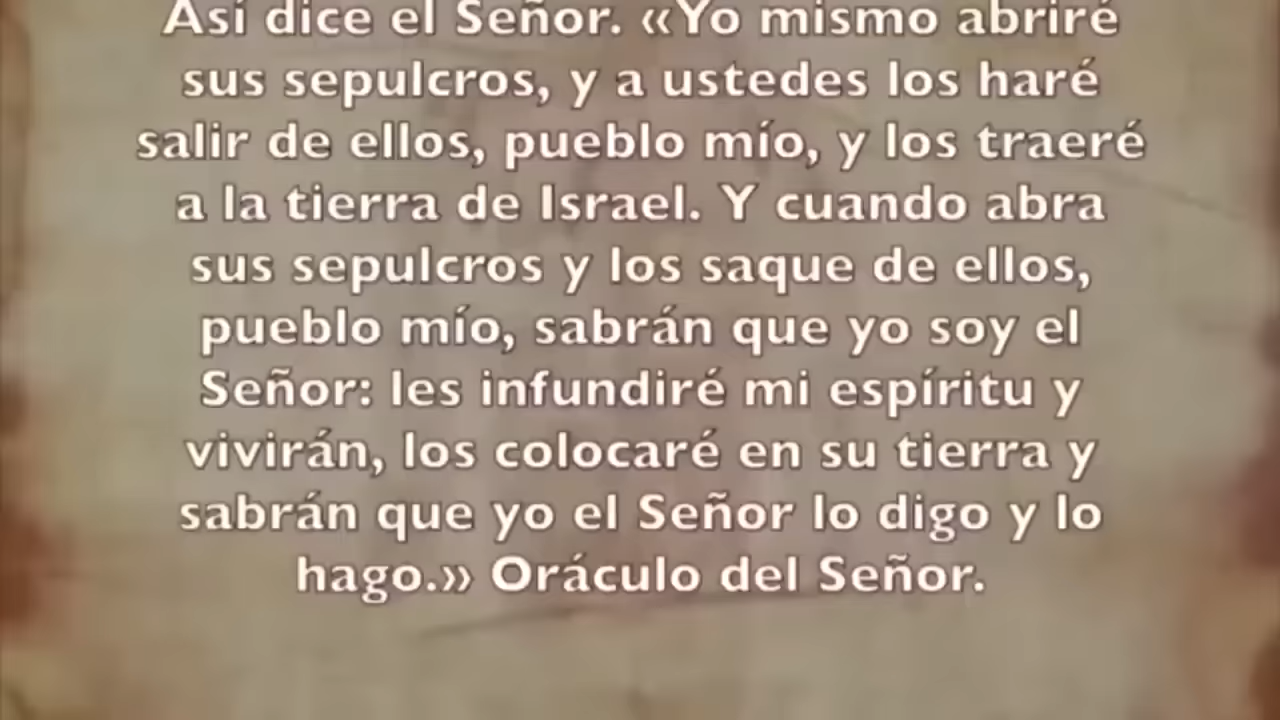 Así dice el Señor. «Yo mismo abriré
sus sepulcros, y a ustedes los haré
salir de ellos, pueblo mío, y los traeré
a la tierra de Israel. Y cuando abra
sus sepulcros y los saque de ellos,
pueblo mío, sabrán que yo soy el
Señor: les infundiré mi espíritu y
vivirán, los colocaré en su tierra y
sabrán que yo el Señor lo digo y lo
hago.» Oráculo del Señor.